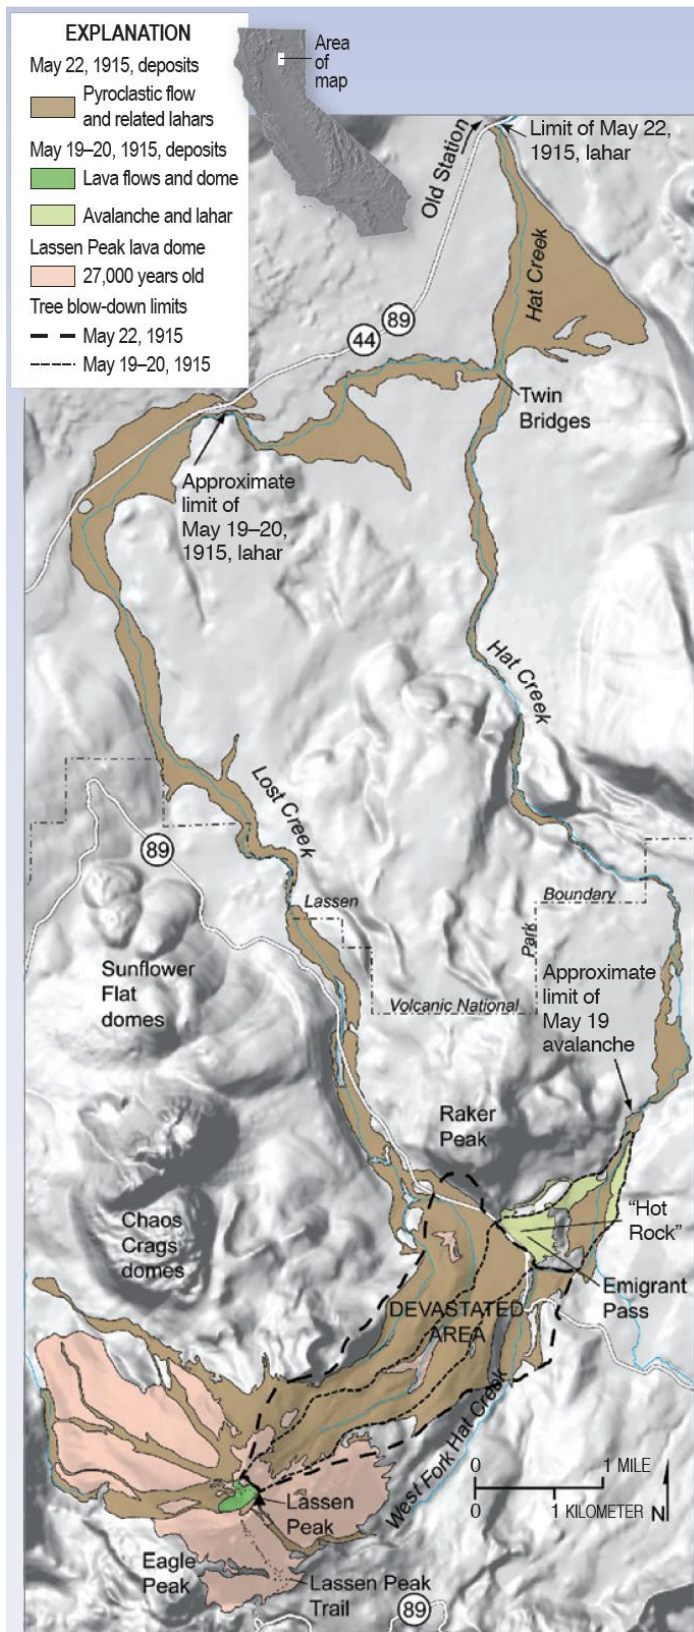 EXPLANATION
May 22, 1915, deposits
Pyroclastic flow
and related lahars
May 19–20, 1915, deposits
Lava flows and dome
Avalanche and lahar
Lassen Peak lava dome
27,000 years old
Tree blow-down limits
May 22, 1915
May 19–20, 1915
Area
of
map
Old Station
Limit of May 22,
1915, lahar
Hat Creek
89
44
Twin
Bridges
Approximate
limit of
May 19–20,
1915, lahar
Hat Creek
Lost Creek
89
Lassen
Boundary
Park
Volcanic National
Sunflower
Flat
domes
Approximate
limit of
May 19
avalanche
Raker
Peak
Chaos
Crags
domes
"Hot
Rock"
Emigrant
Pass
DEVASTATED
AREA
West Fork Hat Creek
0 1 MILE
0 1 KILOMETER
N
Lassen
Peak
Eagle
Peak
Lassen Peak
Trail
89